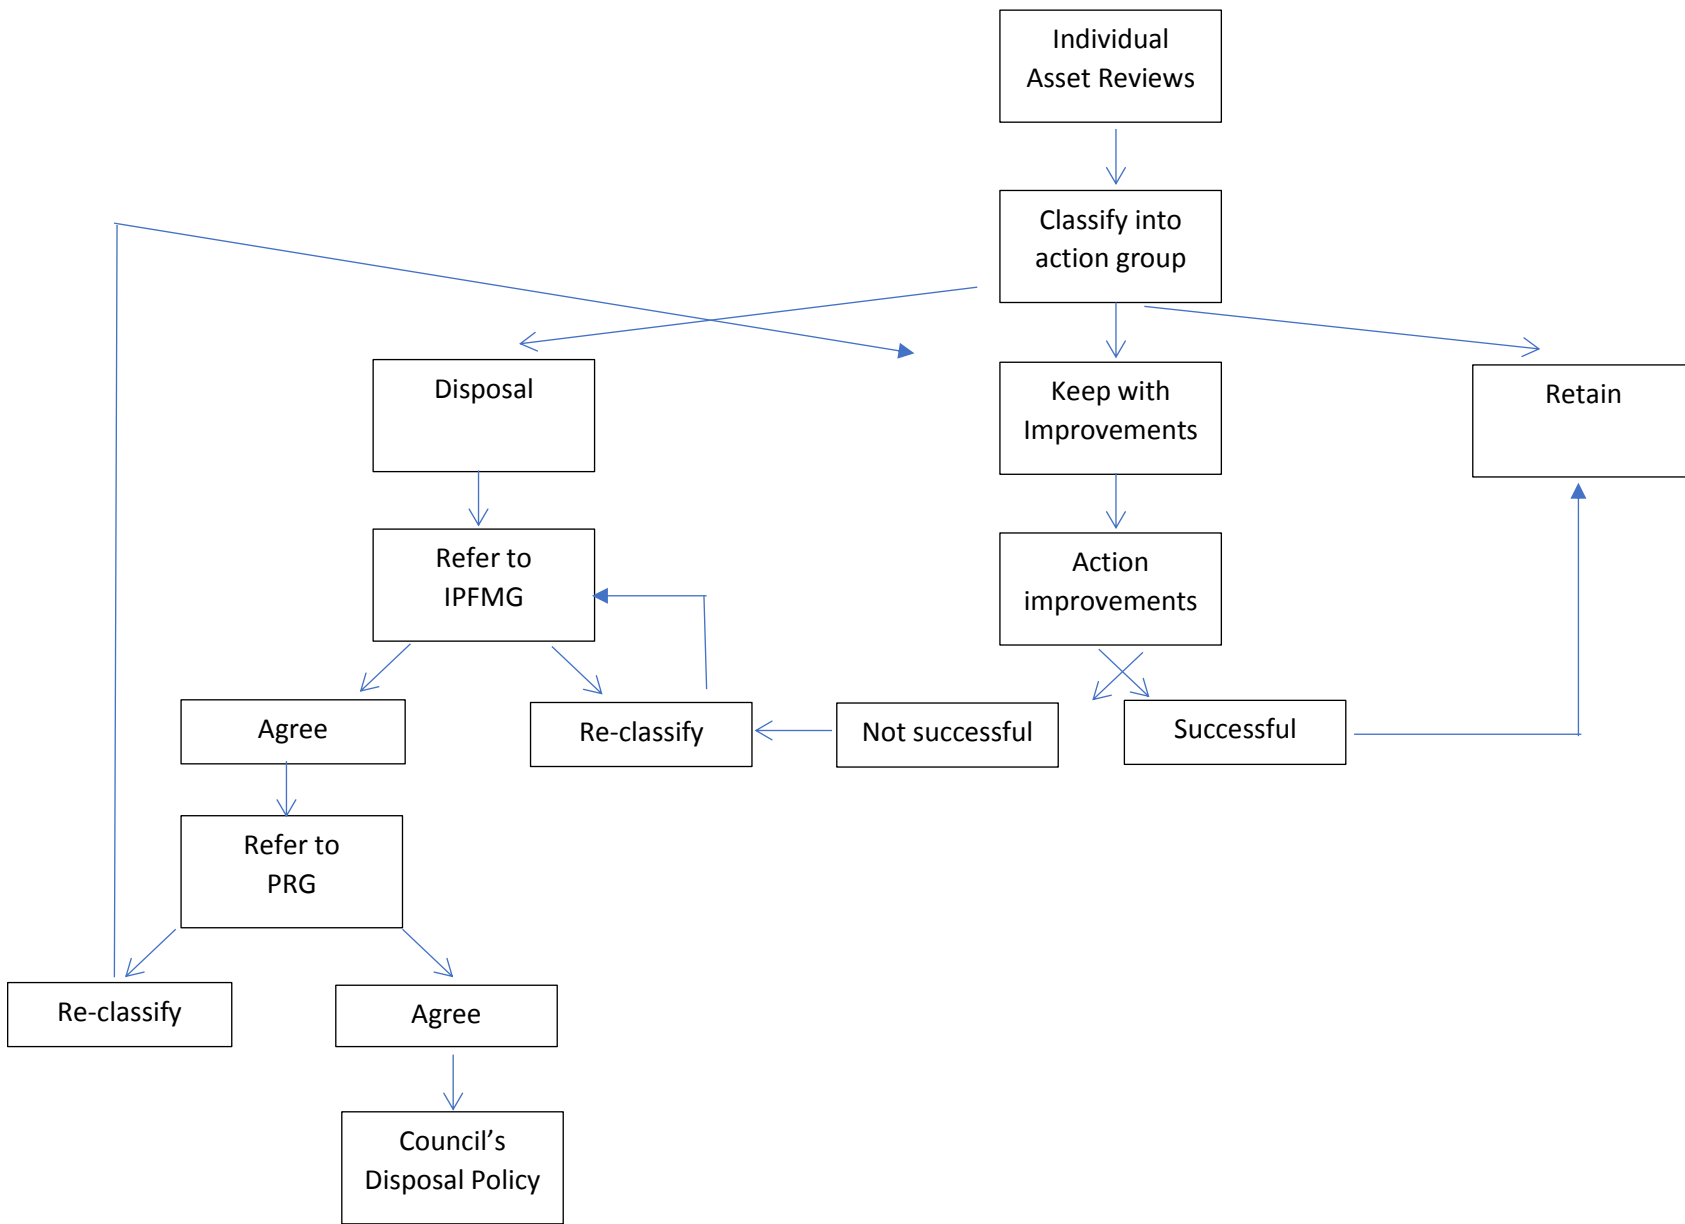 Individual
Asset Reviews
Classify into
action group
Disposal
Keep with
Improvements
Retain
Refer to
IPFMG
Action
improvements
Agree
Re-classify
Not successful
Successful
Refer to
PRG
Re-classify
Agree
Council’s
Disposal Policy